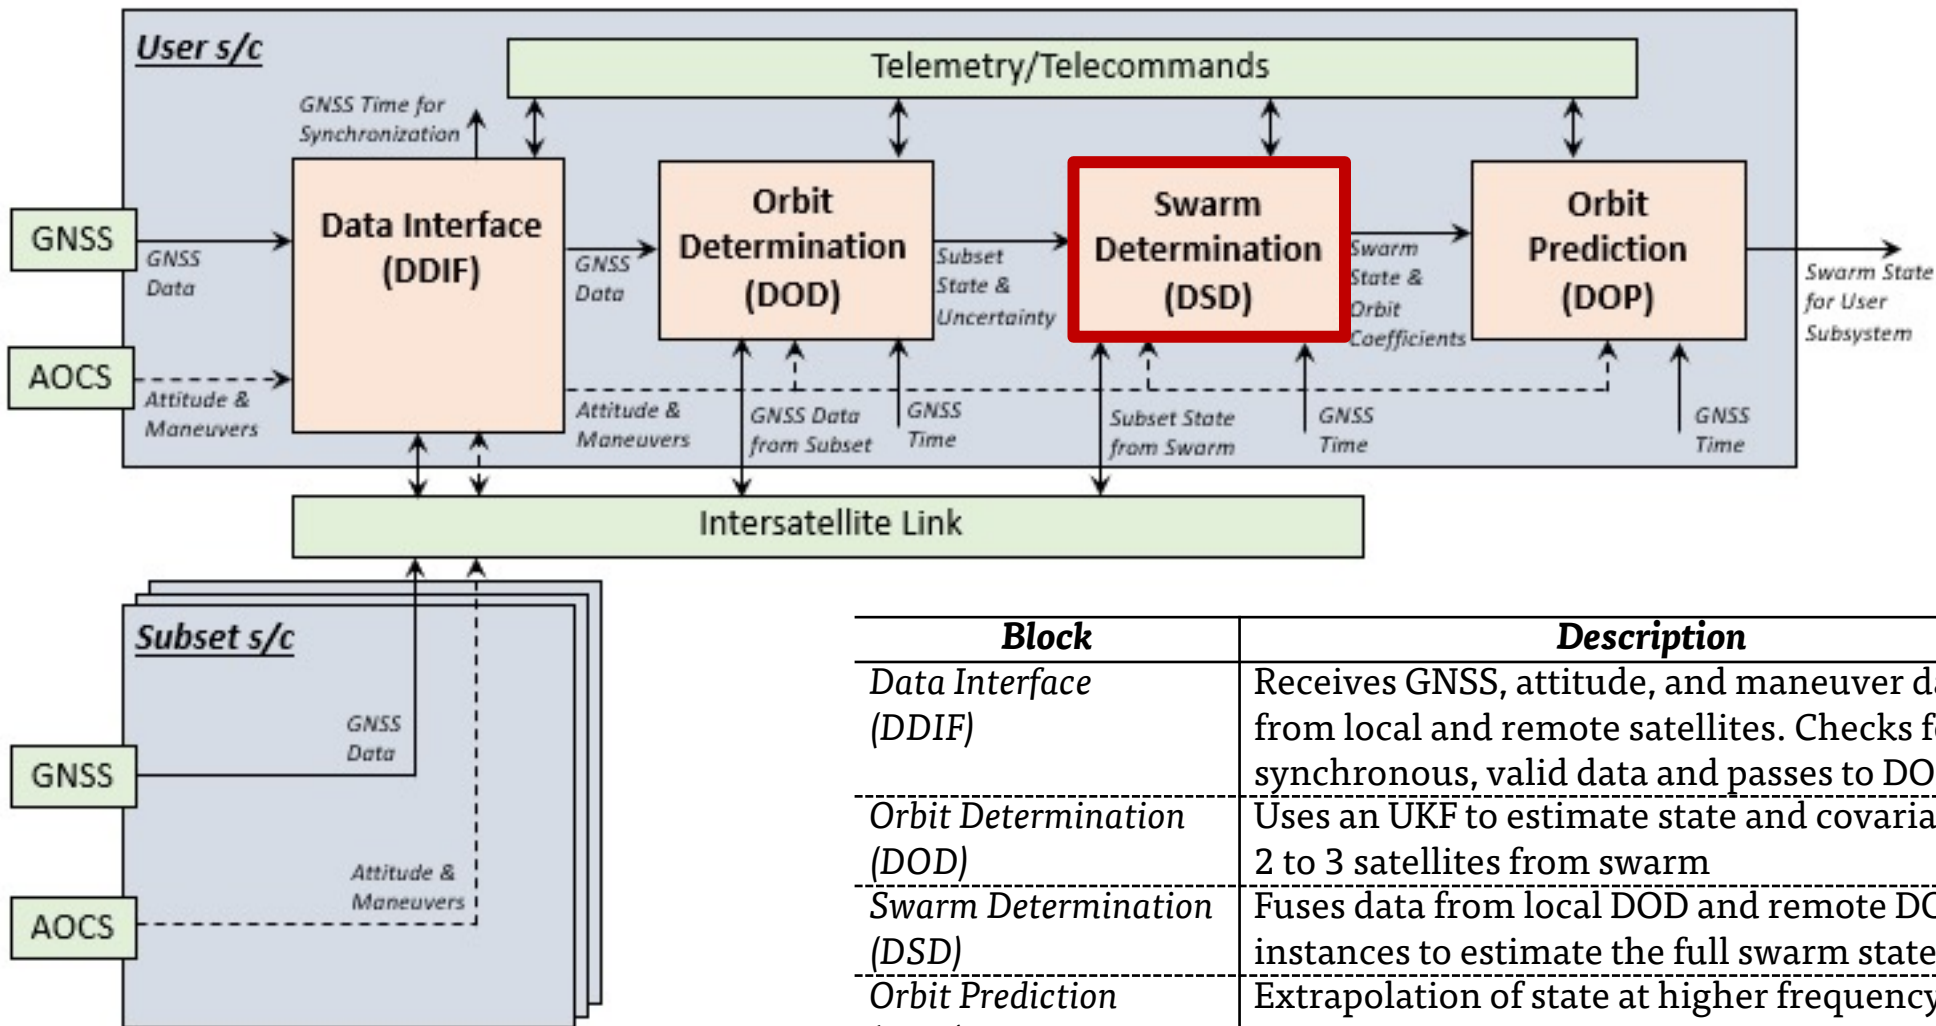 User s/c
Telemetry/Telecommands
GNSS Time for
Synchronization
GNSS
GNSS
Data
AOCS
Attitude &
Maneuvers
Data Interface
(DDIF)
GNSS
Data
Attitude &
Maneuvers
Orbit
Determination
(DOD)
Subset
State &
Uncertainty
GNSS Data
from Subset
GNSS
Time
Swarm
Determination
(DSD)
Swarm
State &
Orbit
Coefficients
Subset State
from Swarm
GNSS
Time
Orbit
Prediction
(DOP)
GNSS
Time
Swarm State
for User
Subsystem
Intersatellite Link
Subset s/c
GNSS
GNSS
Data
AOCS
Attitude &
Maneuvers
Block Description
Data Interface Receives GNSS, attitude, and maneuver
(DDIF) from local and remote satellites. Checks
synchronous, valid data and passes to
Orbit Determination Uses an UKF to estimate state and
(DOD) 2 to 3 satellites from swarm
Swarm Determination Fuses data from local DOD and remote
(DSD) instances to estimate the full swarm state
Orbit Prediction Extrapolation of state at higher frequency